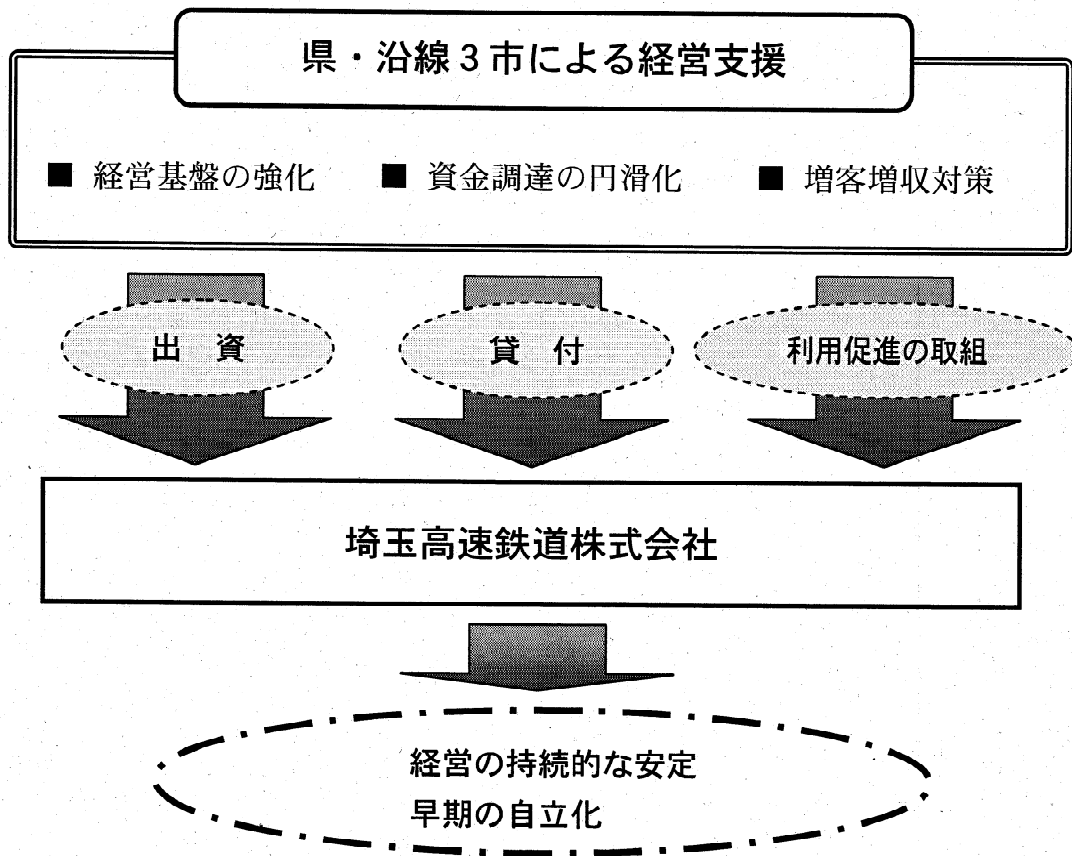 県・沿線3市による経営支援
■ 経営基盤の強化 ■ 資金調達の円滑化 ■ 増客増収対策
出 資 貸 付 利用促進の取組
埼玉高速鉄道株式会社
経営の持続的な安定
早期の自立化